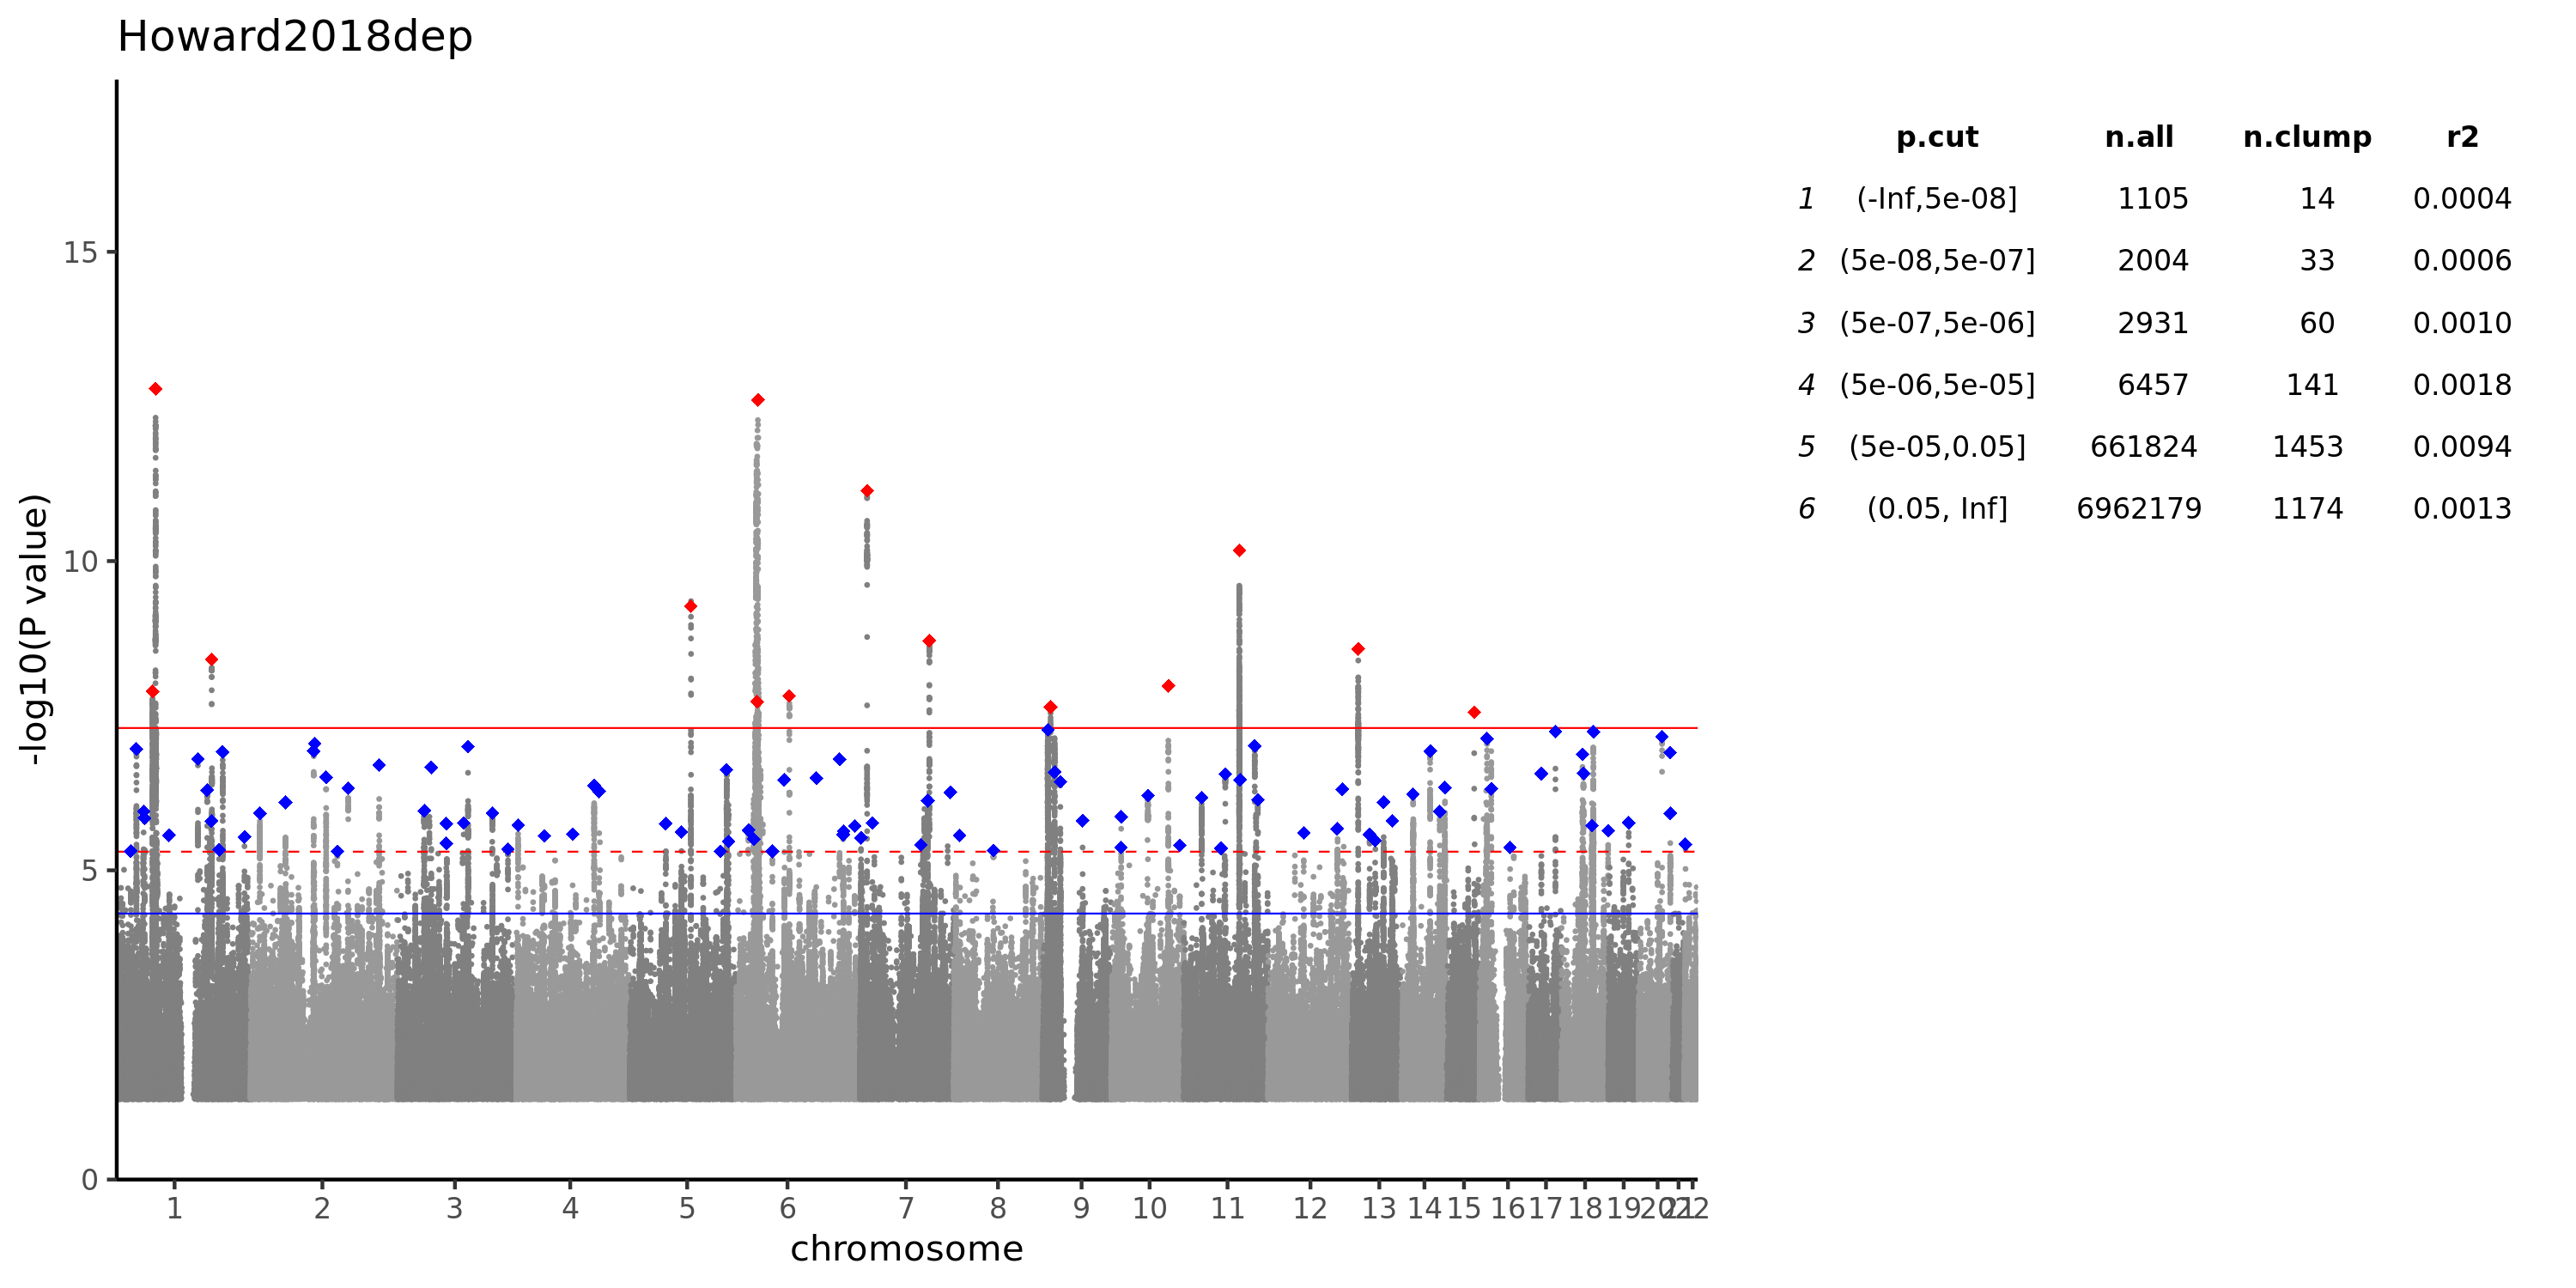 Howard2018dep
p.cut n.all n.clump r2
1 (-Inf,5e-08] 1105 14 0.0004
2 (5e-08,5e-07] 2004 33 0.0006
3 (5e-07,5e-06] 2931 60 0.0010
4 (5e-06,5e-05] 6457 141 0.0018
5 (5e-05,0.05] 661824 1453 0.0094
6 (0.05, Inf] 6962179 1174 0.0013
-log10(P value)
15
10
5
0
1 2 3 4 5 6 7 8 9 10 11 12 13 14 15 16 17 18 19 20 21 22
chromosome